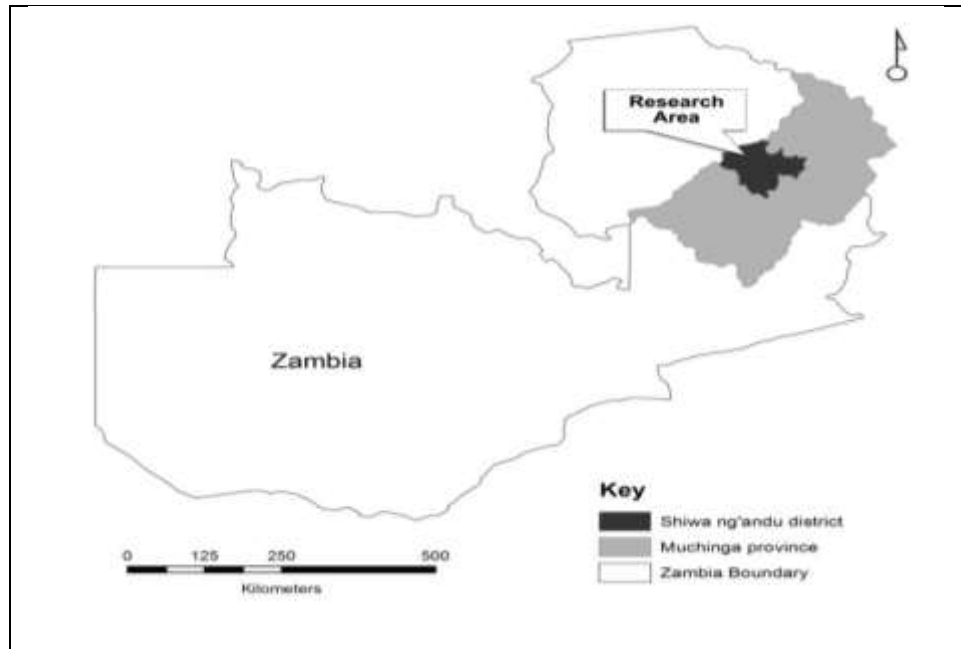 Research
Area
Zambia
Key
Shiwa ng'andu district
Muchinga province
Zambia Boundary
0 125 250 500
Kilometers